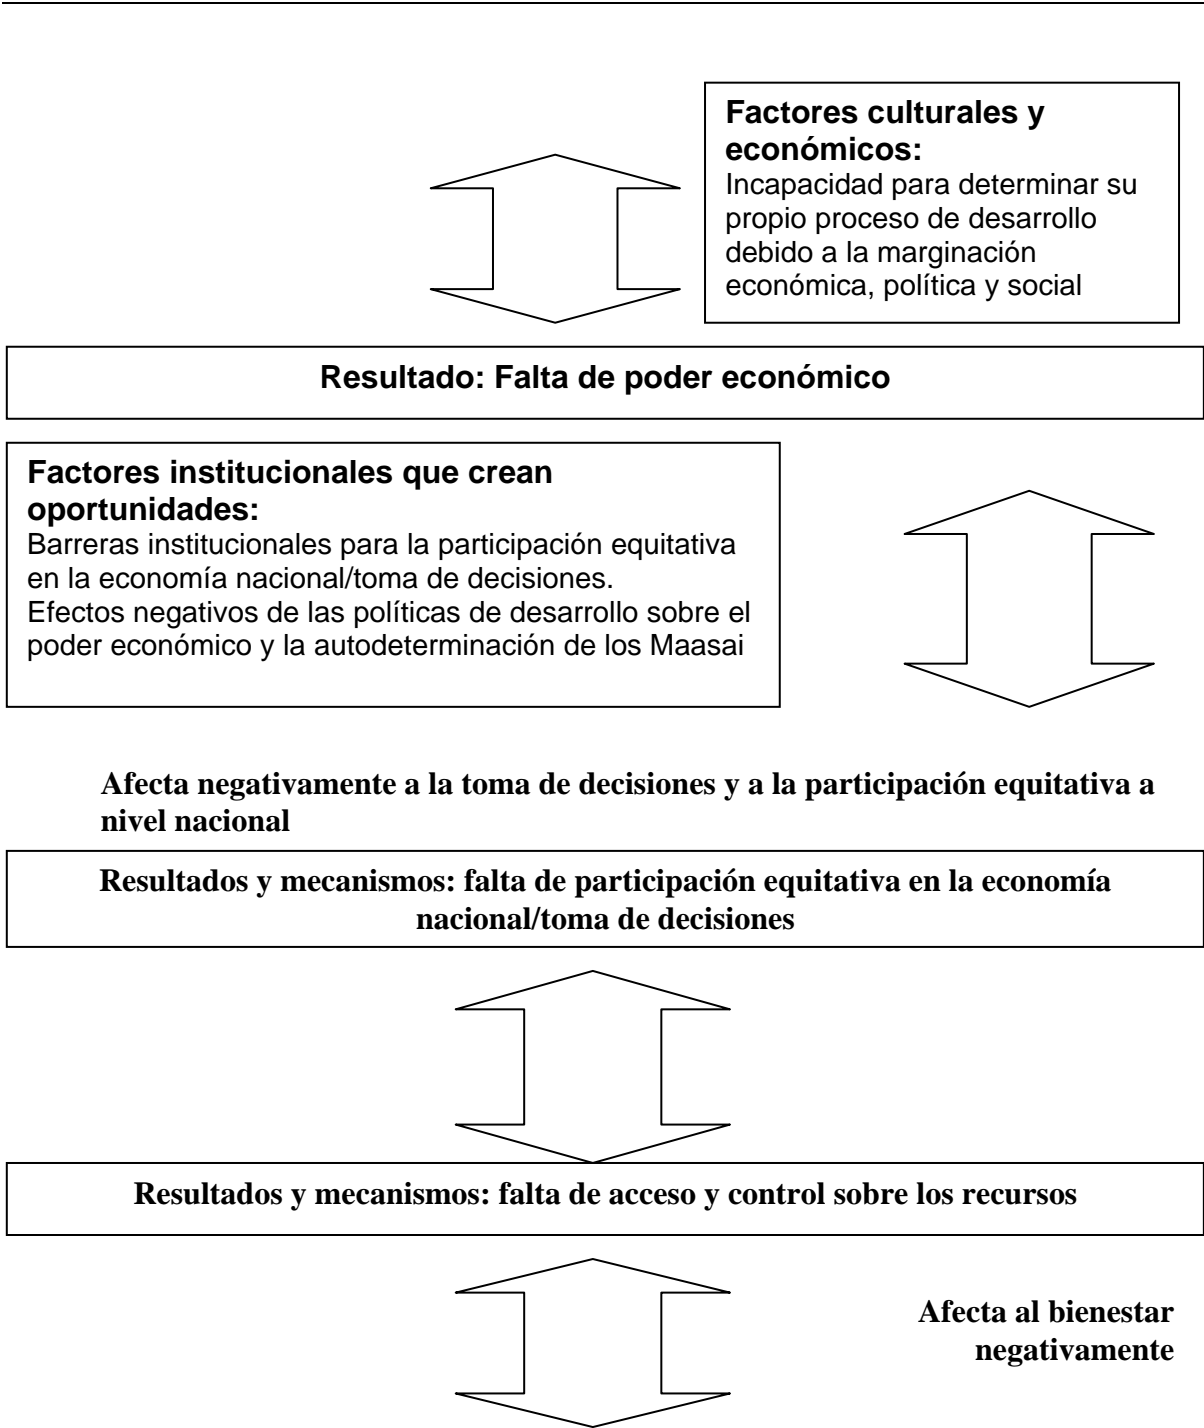 Factores culturales y
económicos:
Incapacidad para determinar su
propio proceso de desarrollo
debido a la marginación
económica, política y social
Resultado: Falta de poder económico
Factores institucionales que crean
oportunidades:
Barreras institucionales para la participación equitativa
en la economía nacional/toma de decisiones.
Efectos negativos de las políticas de desarrollo sobre el
poder económico y la autodeterminación de los Maasai
Afecta negativamente a la toma de decisiones y a la participación equitativa a
nivel nacional
Resultados y mecanismos: falta de participación equitativa en la economía
nacional/toma de decisiones
Resultados y mecanismos: falta de acceso y control sobre los recursos
Afecta al bienestar
negativamente